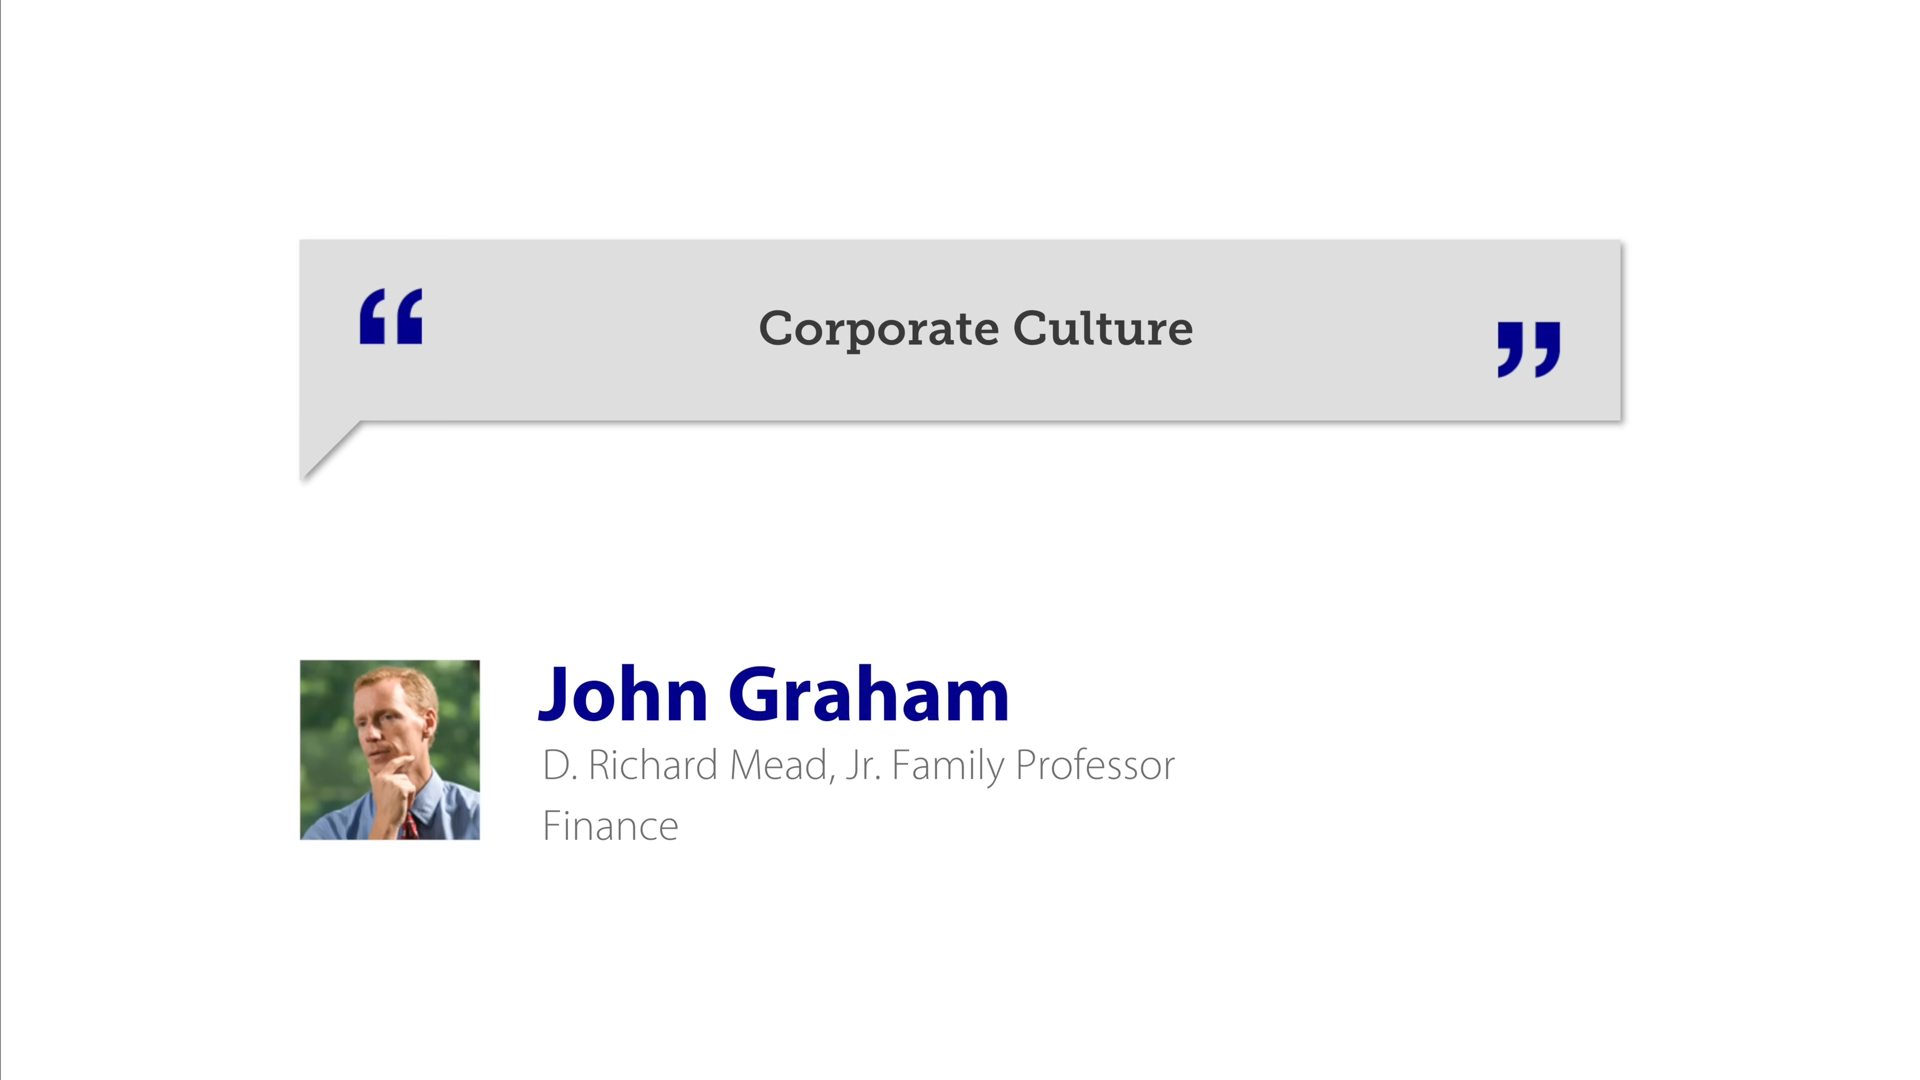 “ Corporate Culture ”
John Graham
D. Richard Mead, Jr. Family Professor
Finance